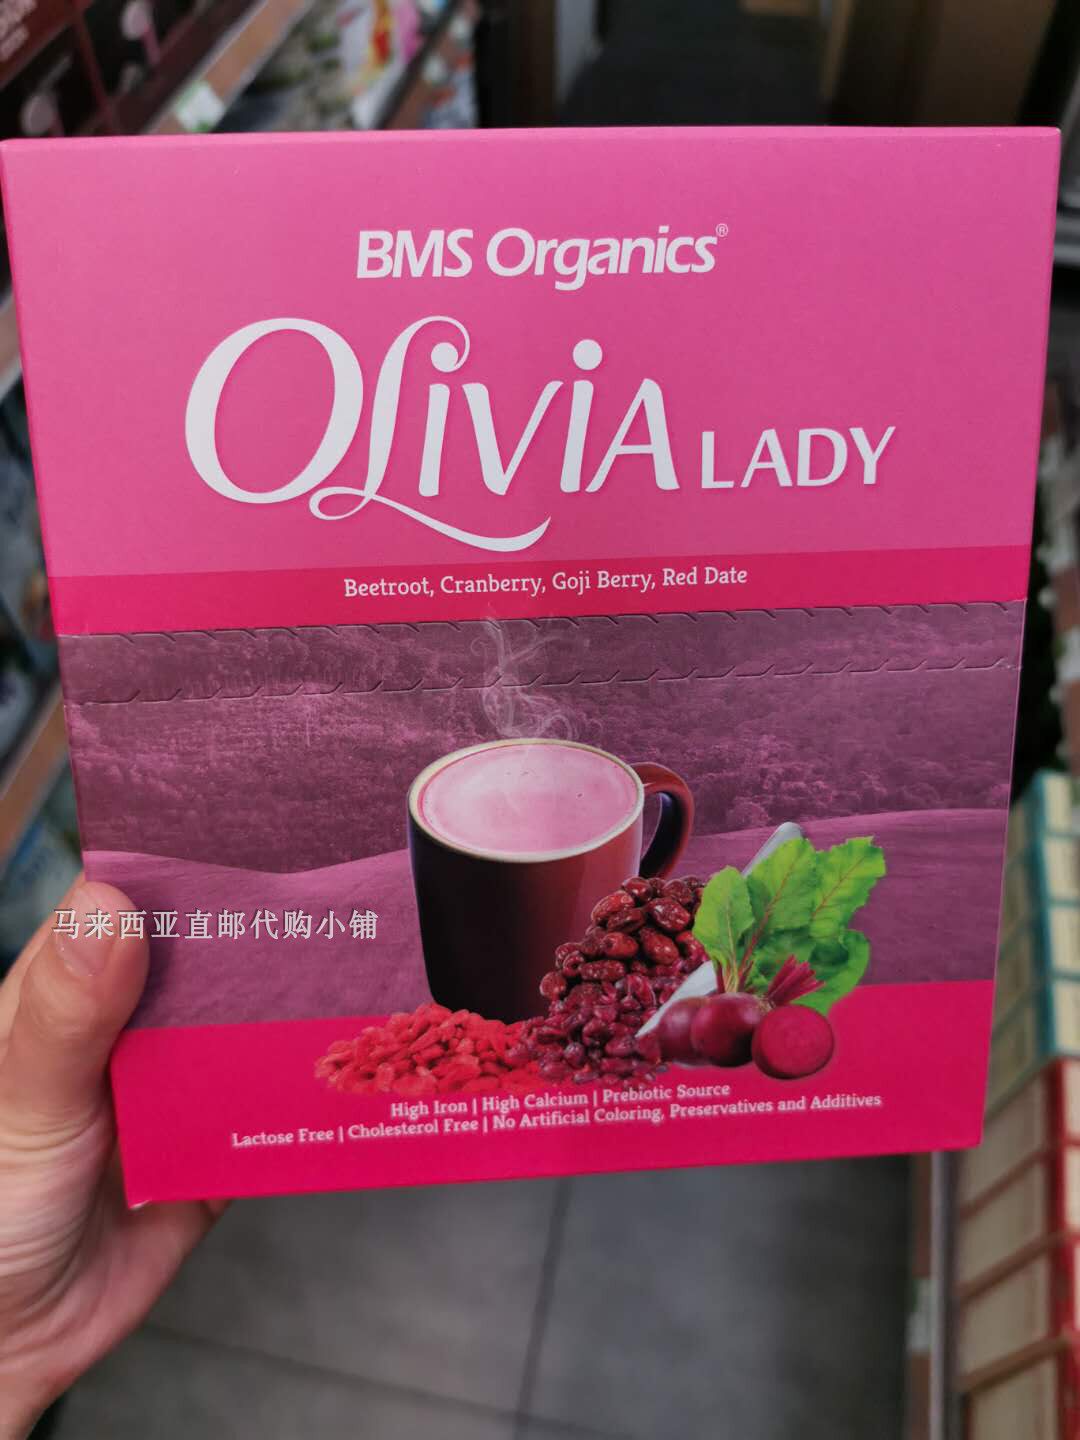 BMS Organics®
OLiViA LADY
Beetroot, Cranberry, Goji Berry, Red Date
马来西亚直邮代购小铺
High Iron | High Calcium | Prebiotic Source
Lactose Free | Cholesterol Free | No Artificial Coloring, Preservatives and Additives